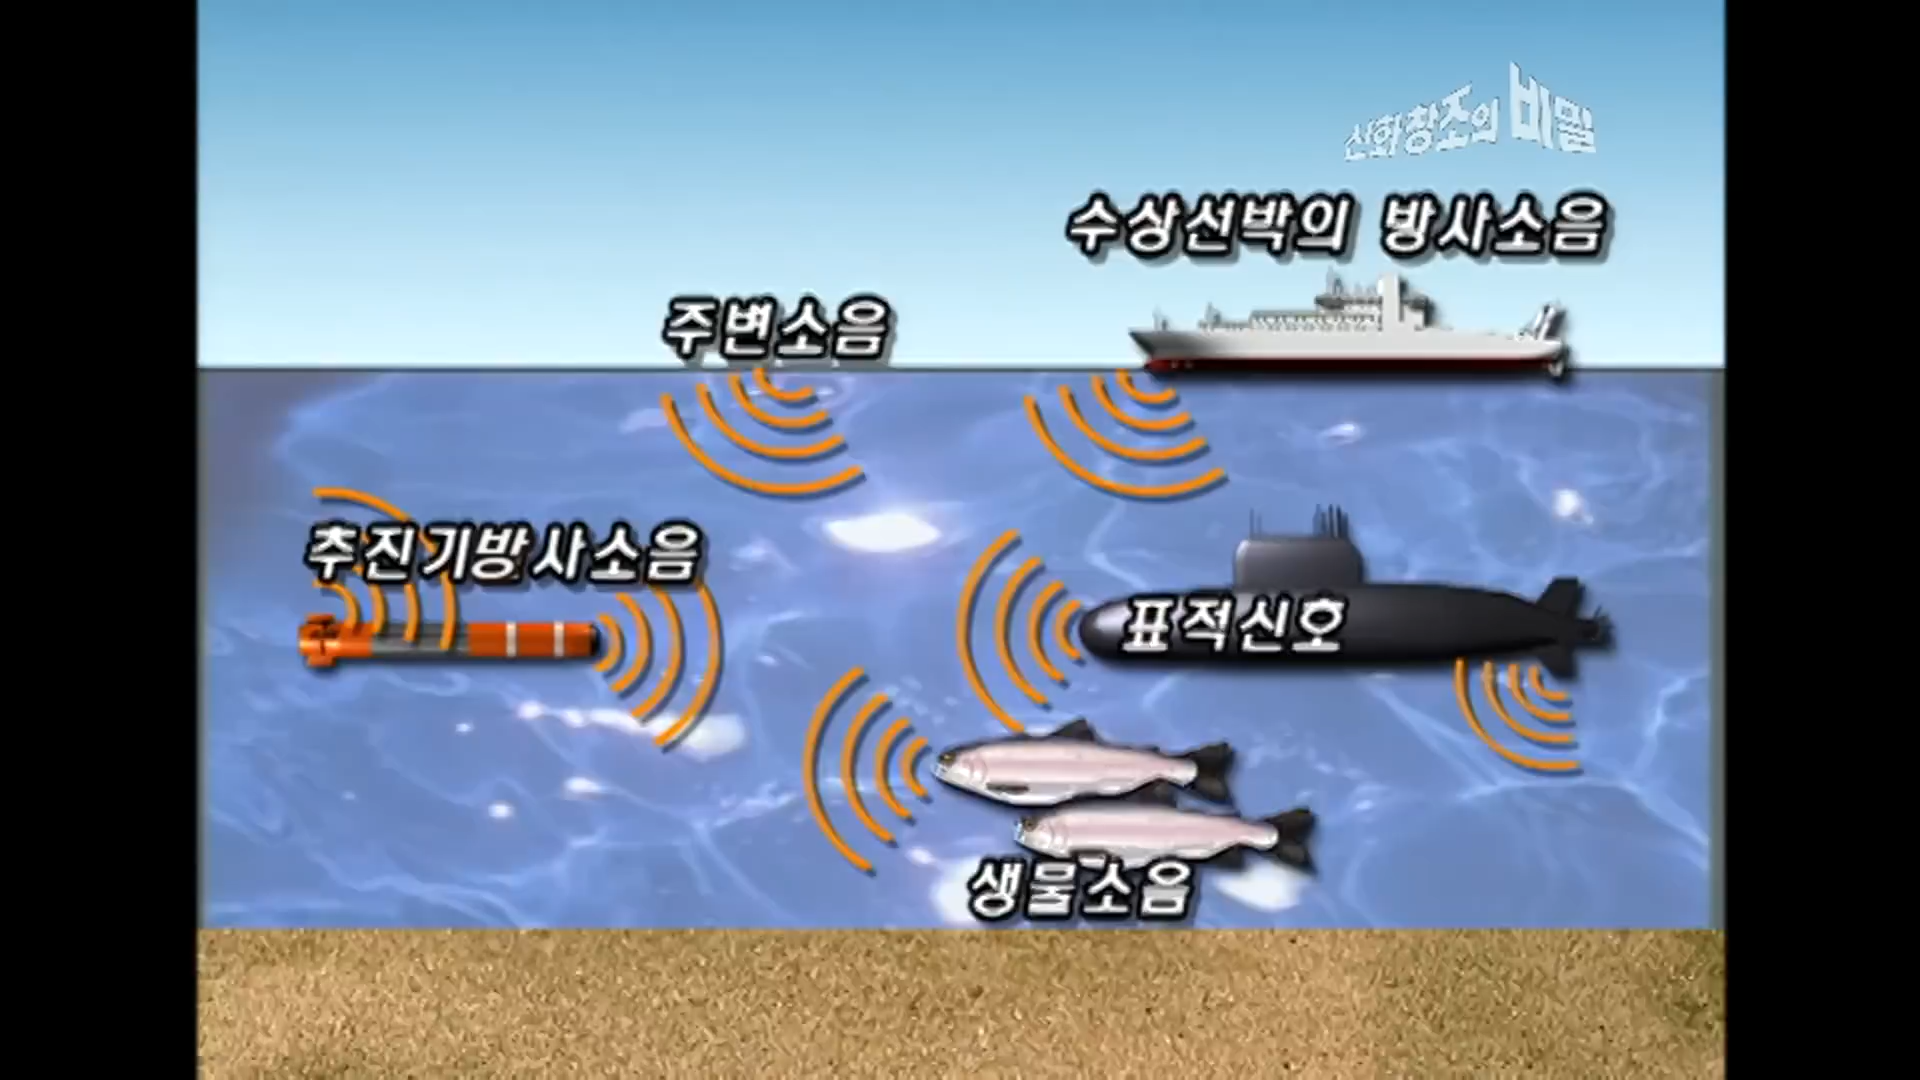 신화창조의 비밀
수상선박의 방사소음
주변소음
추진기방사소음
표적신호
생물소음